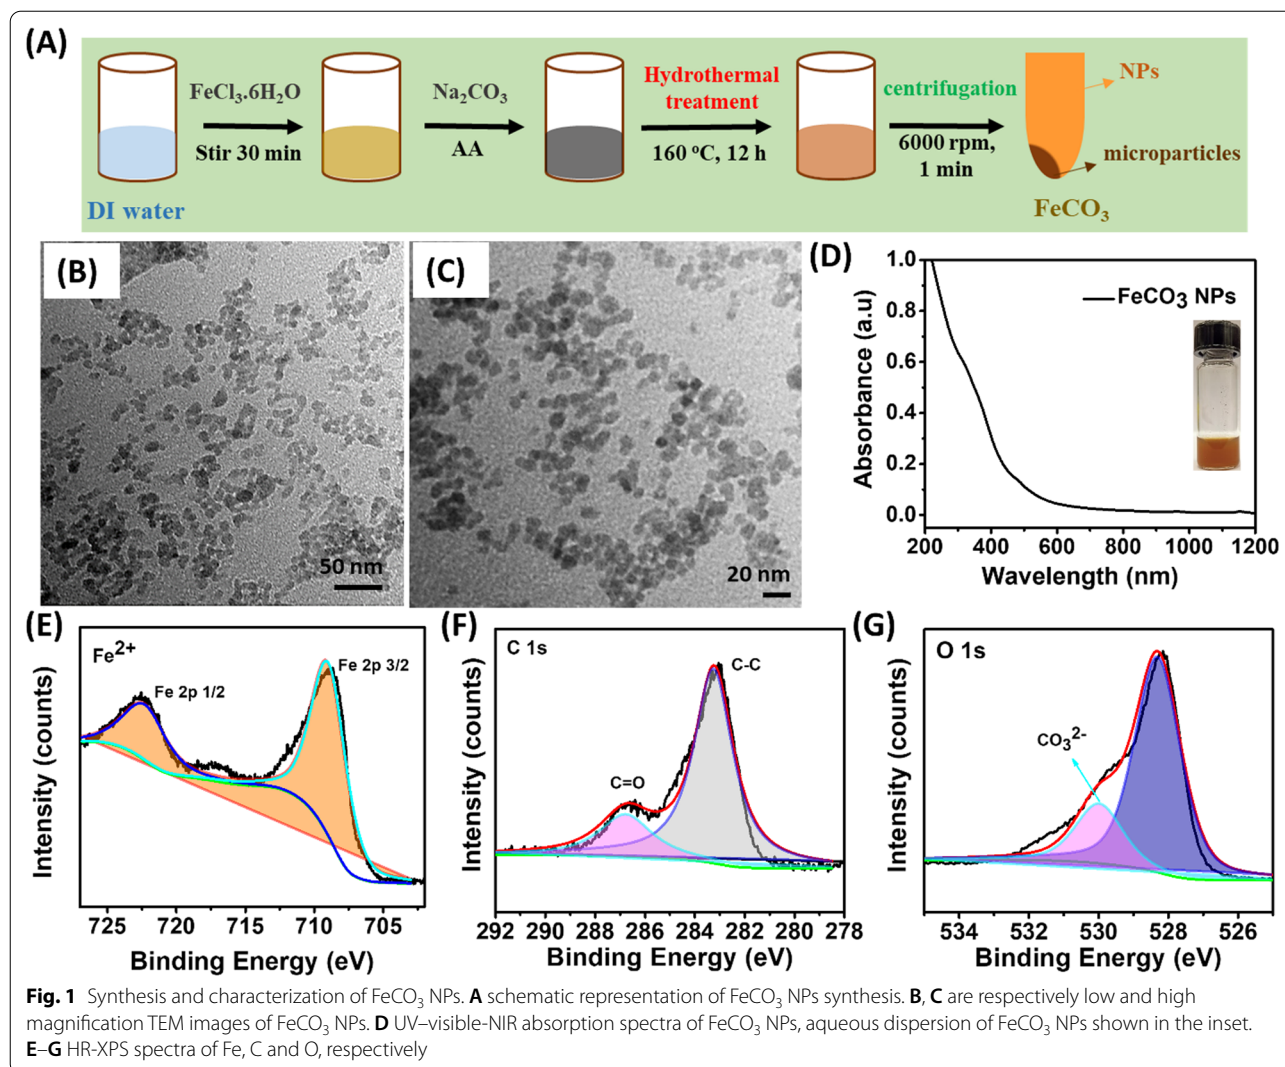 (A)
FeCl₃.6H₂O
Stir 30 min
Na₂CO₃
AA
Hydrothermal
treatment
160 °C, 12 h
centrifugation
6000 rpm,
1 min
NPs
microparticles
DI water
FeCO₃
(B)
50 nm
(C)
20 nm
(D)
FeCO₃ NPs
Absorbance (a.u)
1.0
0.8
0.6
0.4
0.2
0.0
200 400 600 800 1000 1200
Wavelength (nm)
(E)
Fe²⁺
Fe 2p 1/2
Fe 2p 3/2
Intensity (counts)
725 720 715 710 705
Binding Energy (eV)
(F)
C 1s
C-C
C=O
Intensity (counts)
292 290 288 286 284 282 280 278
Binding Energy (eV)
(G)
O 1s
CO₃²⁻
Intensity (counts)
534 532 530 528 526
Binding Energy (eV)
Fig. 1 Synthesis and characterization of FeCO₃ NPs. A schematic representation of FeCO₃ NPs synthesis. B, C are respectively low and high
magnification TEM images of FeCO₃ NPs. D UV–visible-NIR absorption spectra of FeCO₃ NPs, aqueous dispersion of FeCO₃ NPs shown in the inset.
E–G HR-XPS spectra of Fe, C and O, respectively